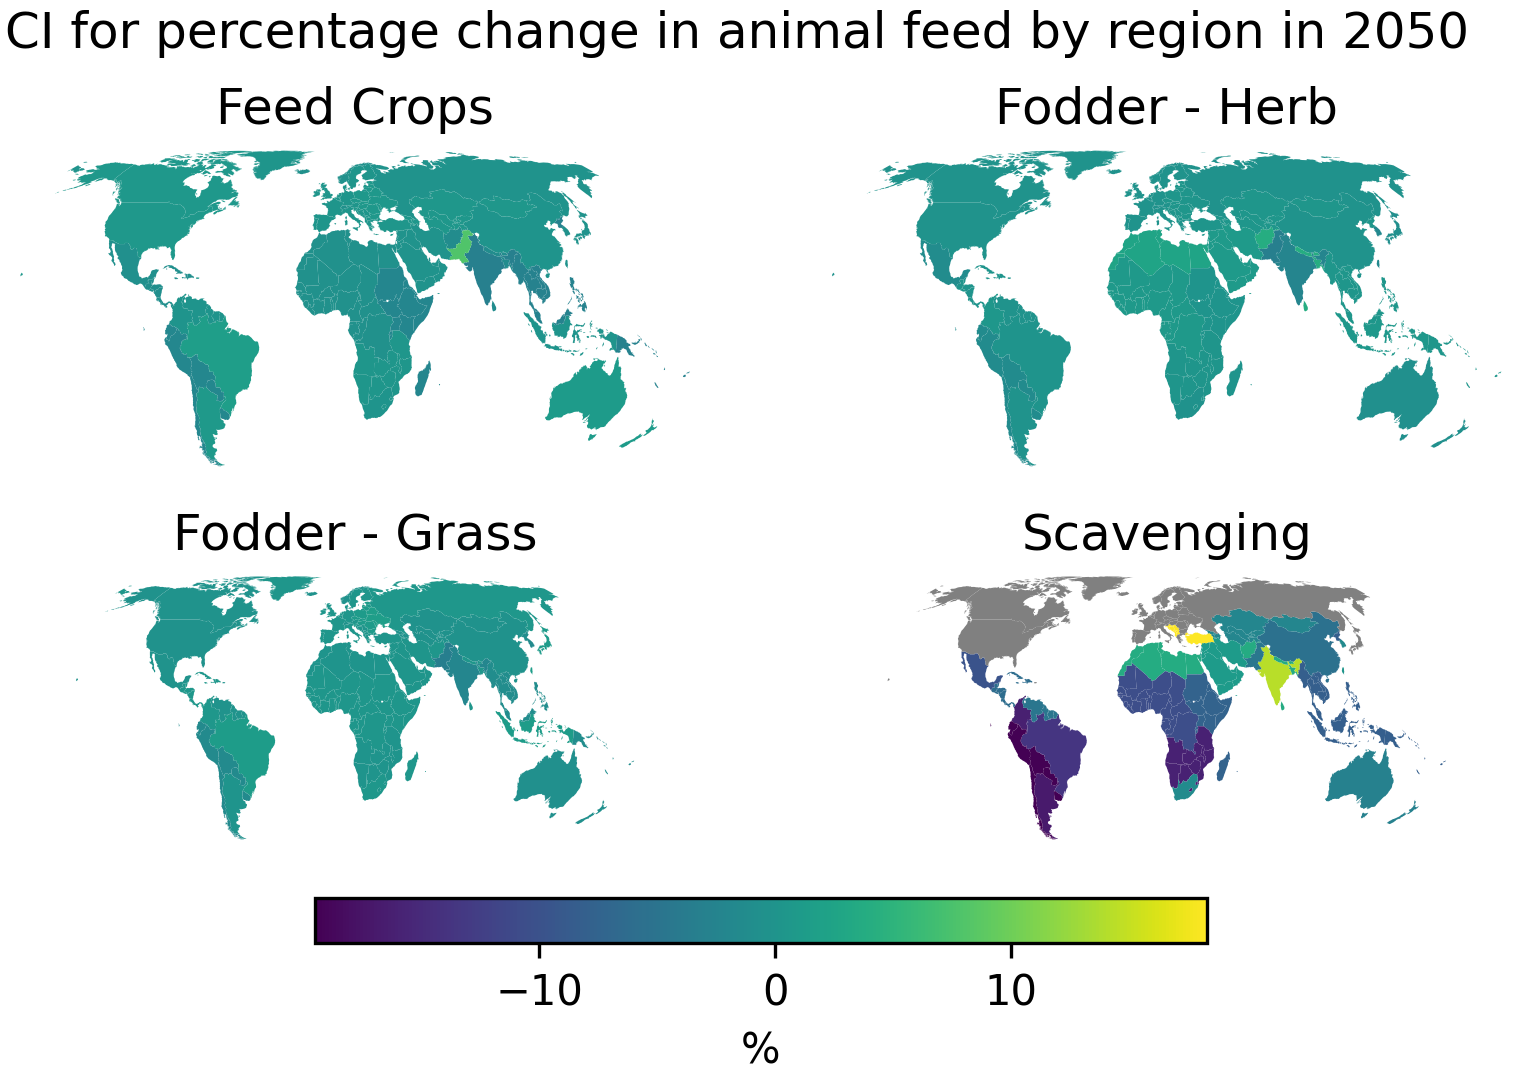 CI for percentage change in animal feed by region in 2050
Feed Crops
Fodder - Herb
Fodder - Grass
Scavenging
−10 0 10
%